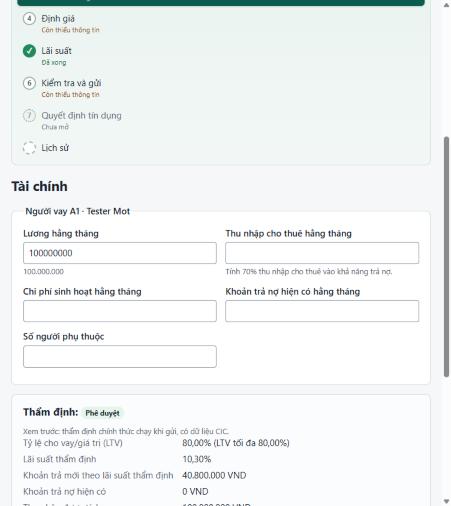 4 Định giá
Còn thiếu thông tin
Lãi suất
Đã xong
6 Kiểm tra và gửi
Còn thiếu thông tin
7 Quyết định tín dụng
Chưa mở
Lịch sử
Tài chính
Người vay A1 · Tester Mot
Lương hằng tháng
100000000
100.000.000
Thu nhập cho thuê hằng tháng
Tính 70% thu nhập cho thuê vào khả năng trả nợ.
Chi phí sinh hoạt hằng tháng
Khoản trả nợ hiện có hằng tháng
Số người phụ thuộc
Thẩm định: Phê duyệt
Xem trước: thẩm định chính thức chạy khi gửi, có dữ liệu CIC.
Tỷ lệ cho vay/giá trị (LTV) 80,00% (LTV tối đa 80,00%)
Lãi suất thẩm định 10,30%
Khoản trả mới theo lãi suất thẩm định 40.800.000 VND
Khoản trả nợ hiện có 0 VND